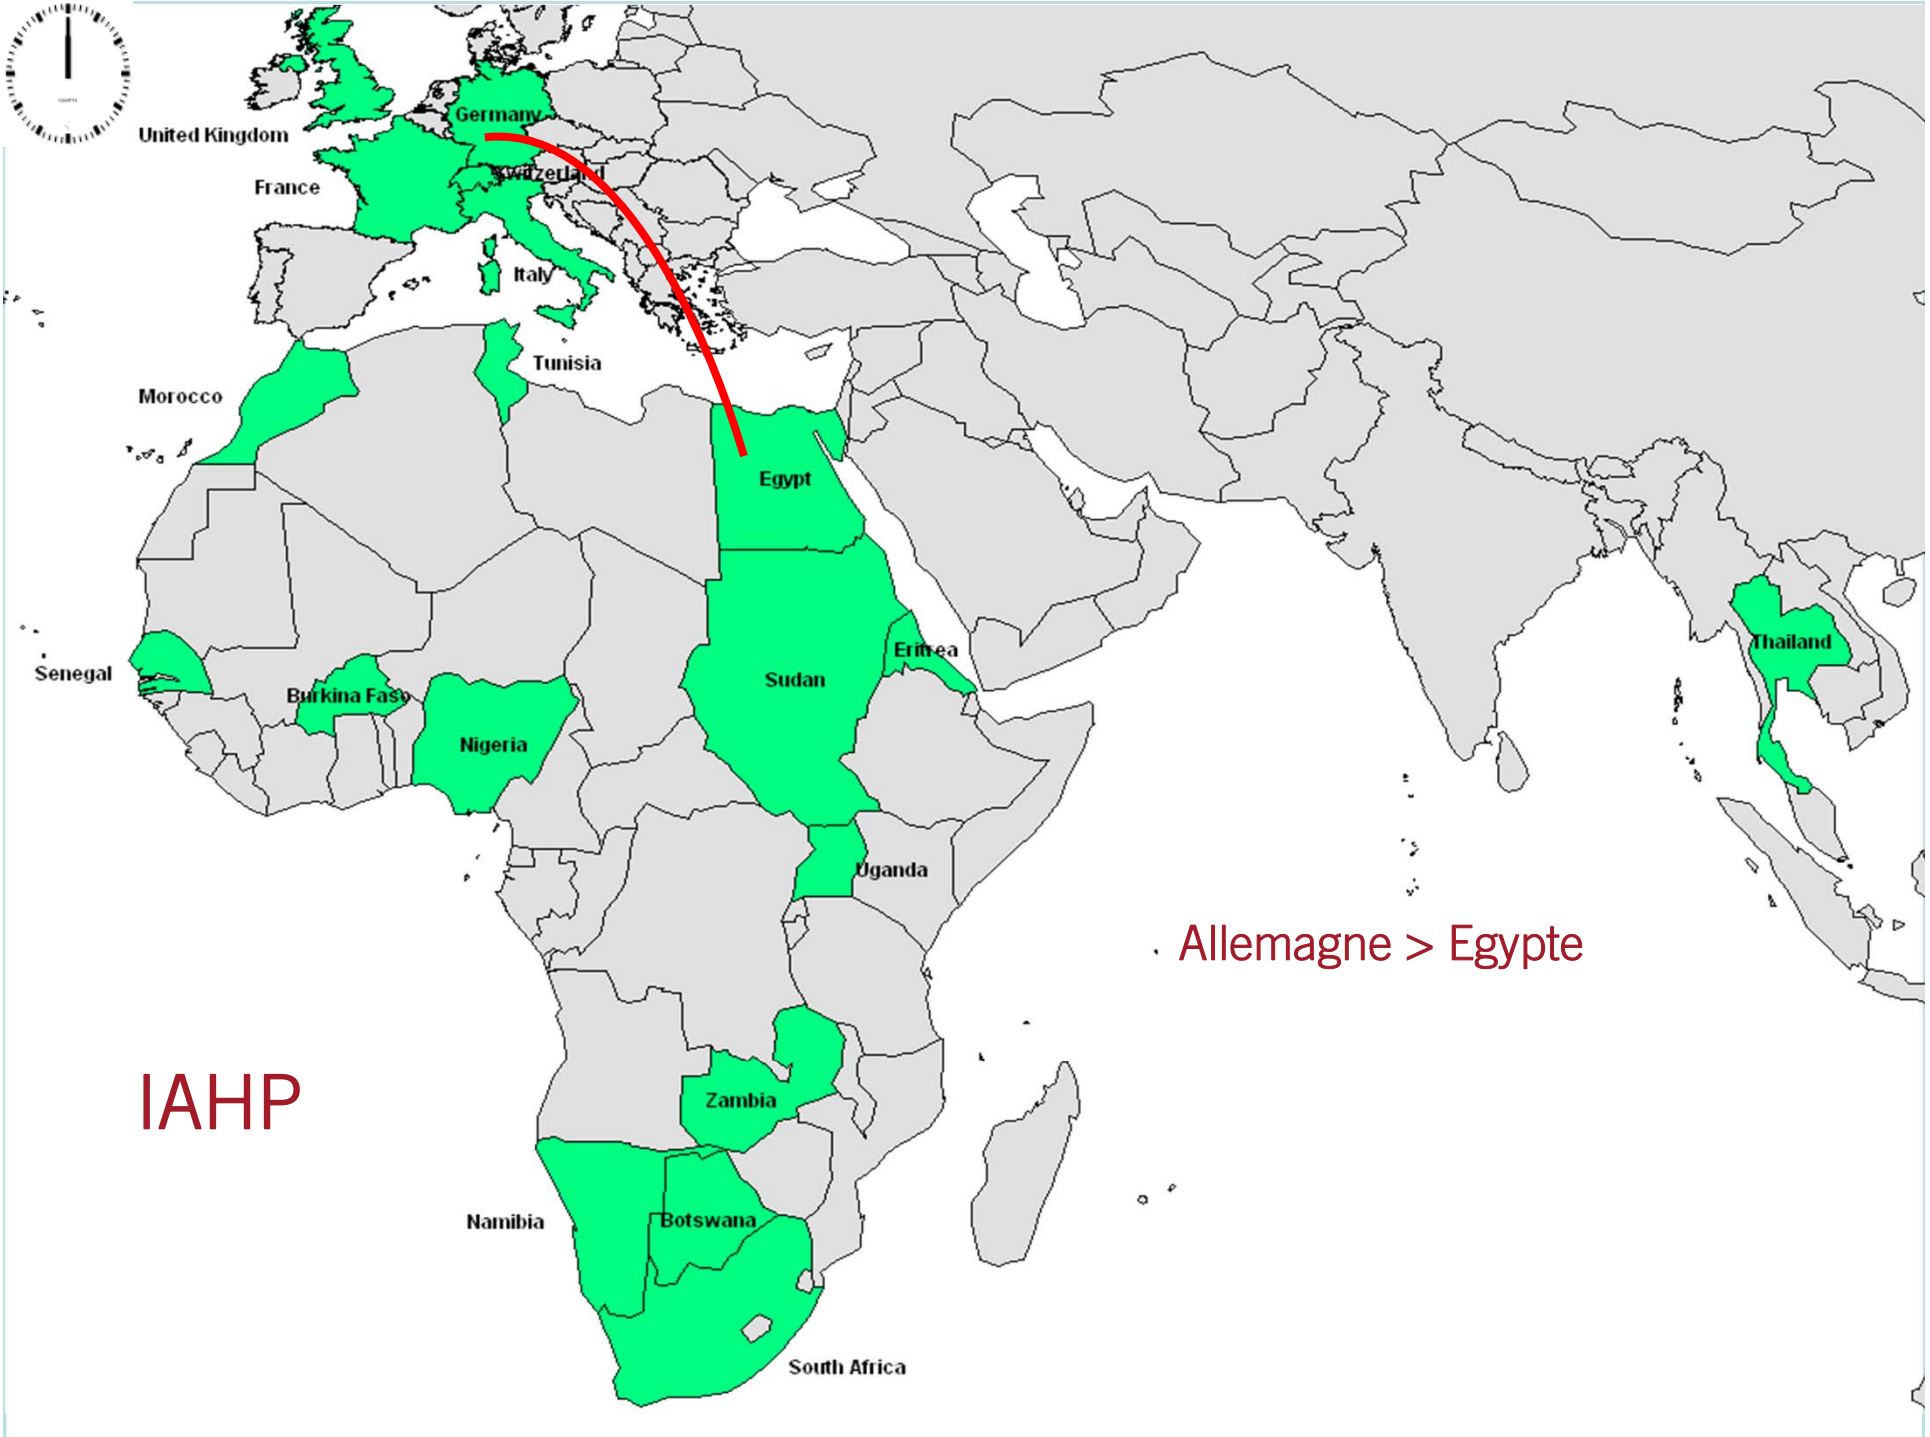 Germany
United Kingdom
Switzerland
France
Italy
Tunisia
Morocco
Egypt
Thailand
Eritrea
Senegal
Sudan
Burkina Faso
Nigeria
Uganda
Allemagne > Egypte
IAHP
Zambia
Namibia
Botswana
South Africa